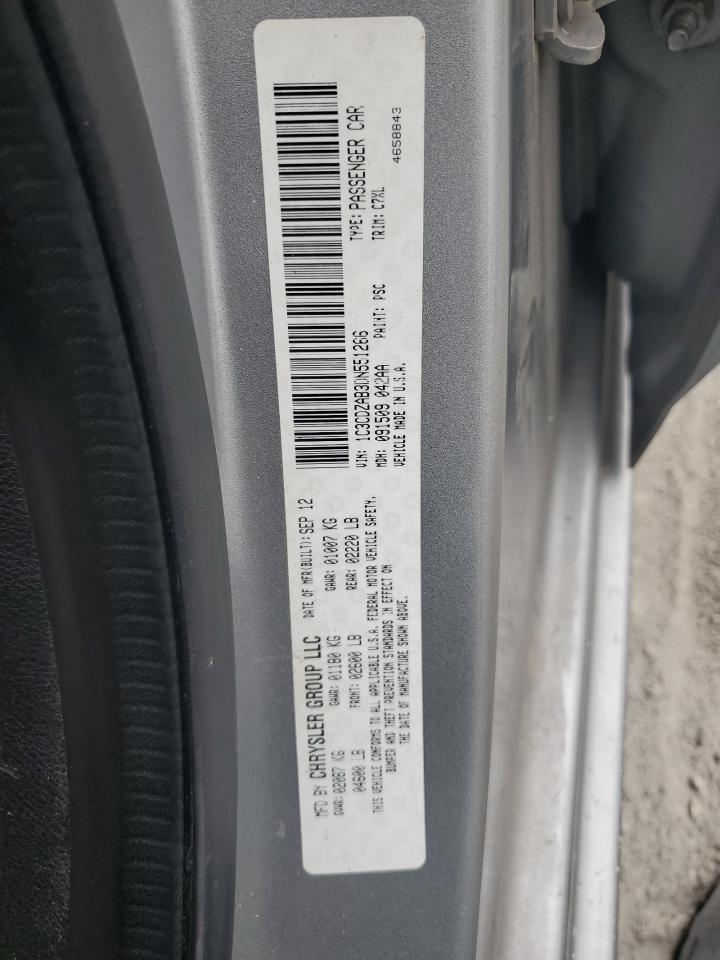 MFD BY CHRYSLER GROUP LLC DATE OF MFR(BUILT): SEP 12
GVWR: 02087 KG GAWR: 01180 KG GAWR: 01007 KG
04600 LB FRONT: 02600 LB REAR: 02220 LB
THIS VEHICLE CONFORMS TO ALL APPLICABLE U.S.A. FEDERAL MOTOR VEHICLE SAFETY,
BUMPER AND THEFT PREVENTION STANDARDS IN EFFECT ON
THE DATE OF MANUFACTURE SHOWN ABOVE.
VIN: 1C3CDZAB3DN551266 TYPE: PASSENGER CAR
MDH: 091509 042AA PAINT: PSC TRIM: C7XL
VEHICLE MADE IN U.S.A.
4658843